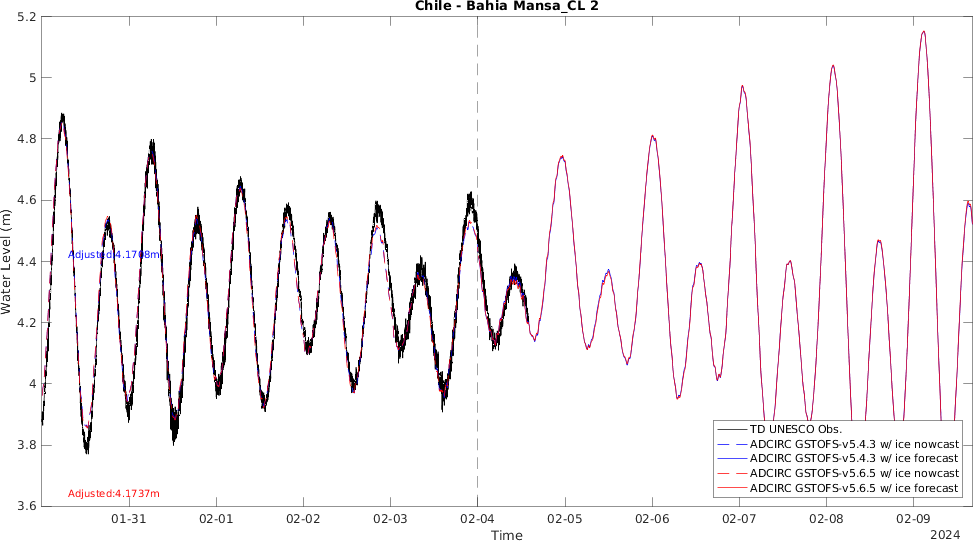 Chile - Bahia Mansa_CL 2
5.2
5
4.8
4.6
4.4
4.2
4
3.8
3.6
Water Level (m)
Adjusted:4.1708m
Adjusted:4.1737m
TD UNESCO Obs.
ADCIRC GSTOFS-v5.4.3 w/ ice nowcast
ADCIRC GSTOFS-v5.4.3 w/ ice forecast
ADCIRC GSTOFS-v5.6.5 w/ ice nowcast
ADCIRC GSTOFS-v5.6.5 w/ ice forecast
01-31 02-01 02-02 02-03 02-04 02-05 02-06 02-07 02-08 02-09
Time
2024